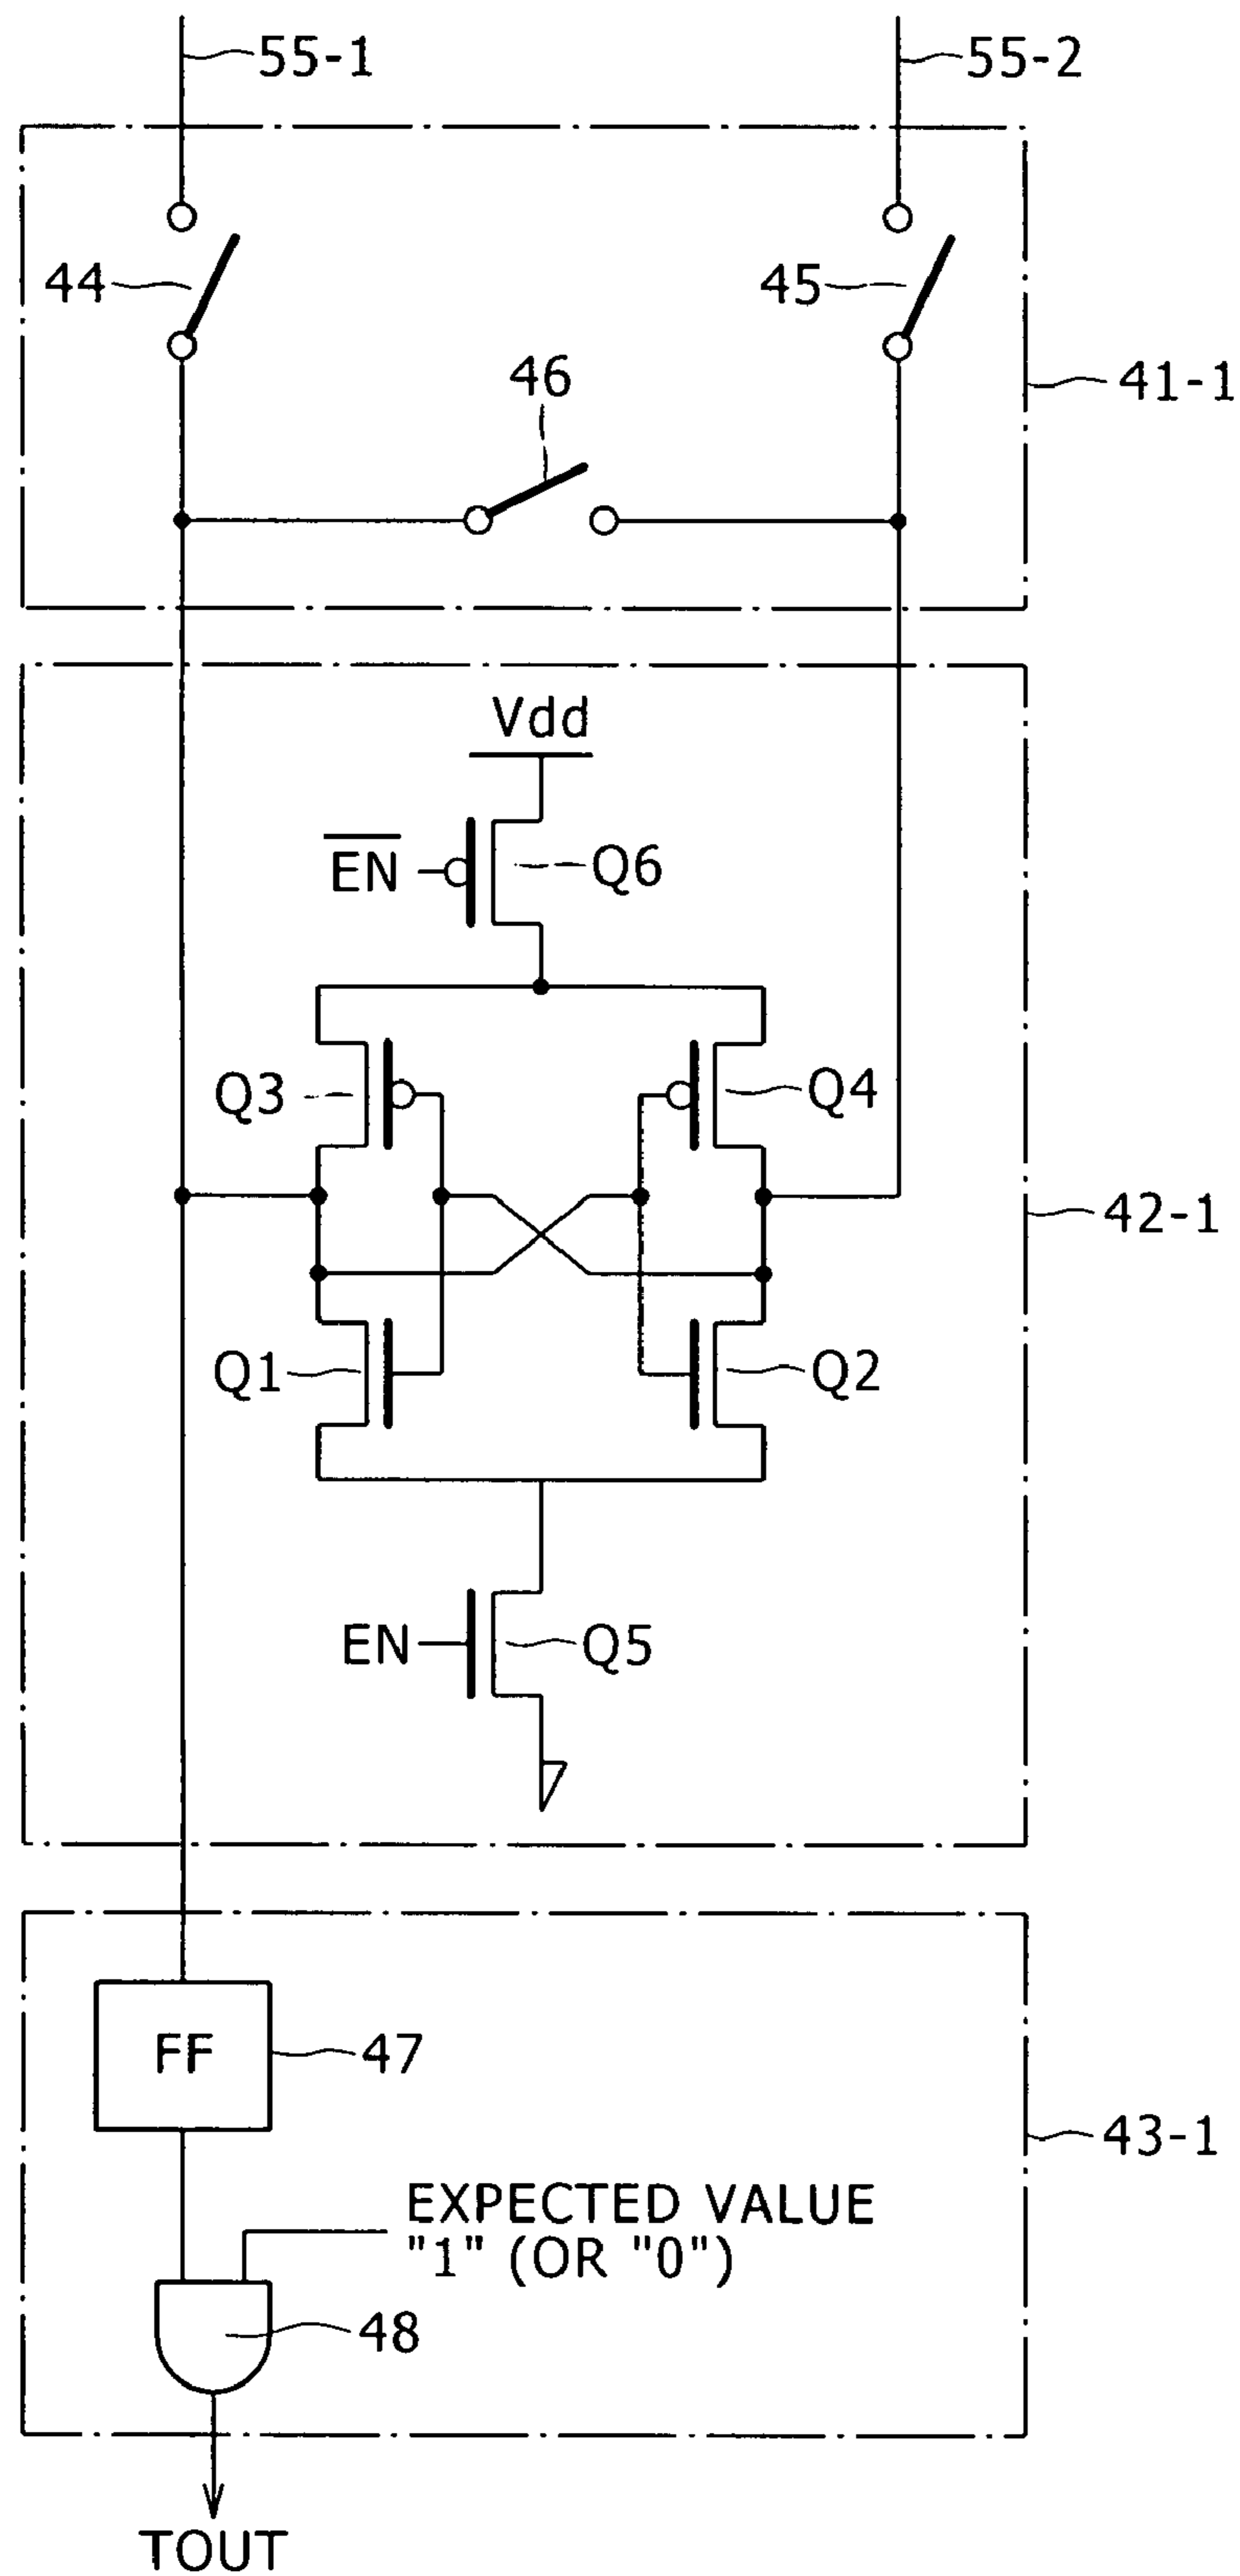 55-1
55-2
44
45
46
41-1
Vdd
EN
Q6
Q3
Q4
42-1
Q1
Q2
EN
Q5
FF
47
43-1
EXPECTED VALUE
"1" (OR "0")
48
TOUT